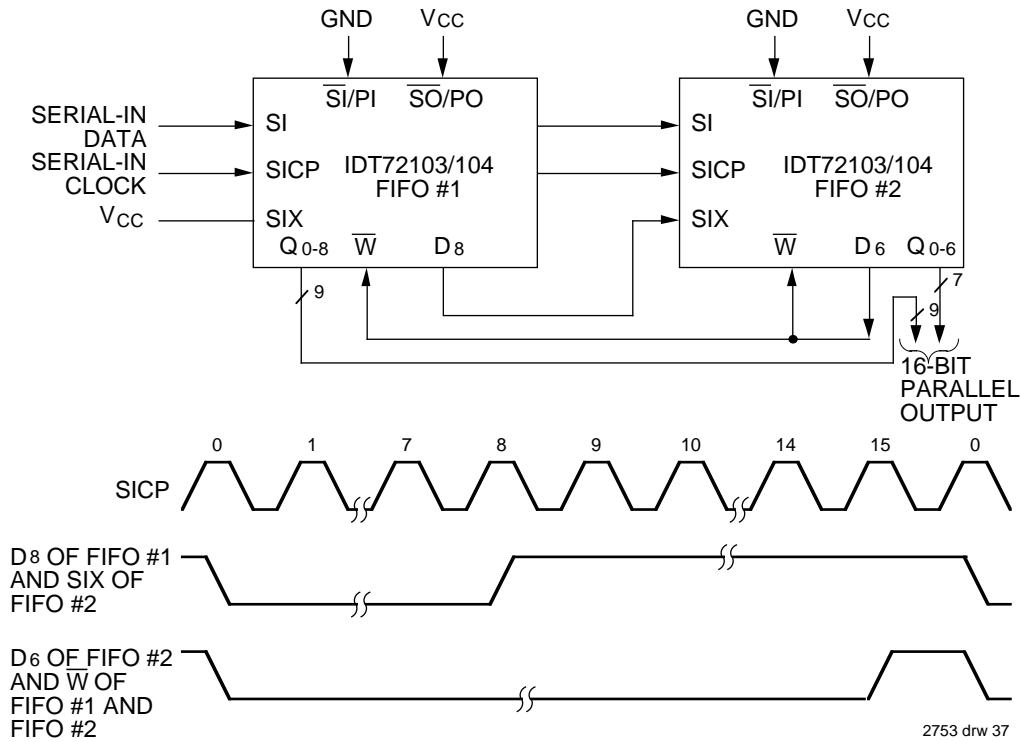 GND VCC GND VCC
SI/PI SO/PO SI/PI SO/PO
SERIAL-IN
DATA
SI SI
SERIAL-IN
CLOCK
SICP IDT72103/104 SICP IDT72103/104
FIFO #1 FIFO #2
VCC SIX SIX
Q0-8 W D8 W D6 Q0-6
9 9 7
16-BIT
PARALLEL
OUTPUT
0 1 7 8 9 10 14 15 0
SICP
D8 OF FIFO #1
AND SIX OF
FIFO #2
D6 OF FIFO #2
AND W OF
FIFO #1 AND
FIFO #2
2753 drw 37